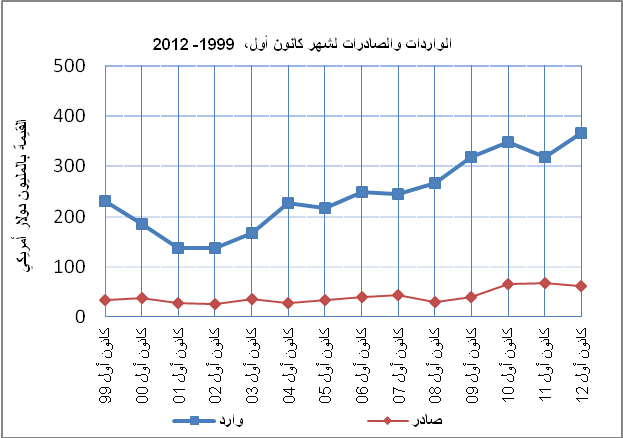 الواردات والصادرات لشهر كانون أول، 1999- 2012
القيمة بالمليون دولار أمريكي
500
400
300
200
100
0
كانون أول 99
كانون أول 00
كانون أول 01
كانون أول 02
كانون أول 03
كانون أول 04
كانون أول 05
كانون أول 06
كانون أول 07
كانون أول 08
كانون أول 09
كانون أول 10
كانون أول 11
كانون أول 12
وارد
صادر